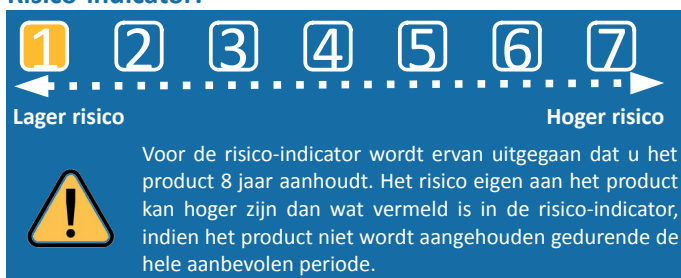 1 2 3 4 5 6 7
Lager risico Hoger risico
Voor de risico-indicator wordt ervan uitgegaan dat u het
product 8 jaar aanhoudt. Het risico eigen aan het product
kan hoger zijn dan wat vermeld is in de risico-indicator,
indien het product niet wordt aangehouden gedurende de
hele aanbevolen periode.